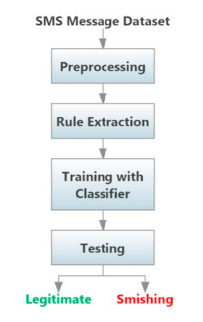 SMS Message Dataset
Preprocessing
Rule Extraction
Training with
Classifier
Testing
Legitimate Smishing